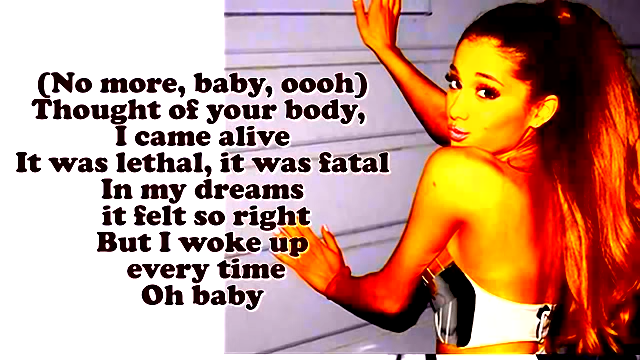 (No more, baby, oooh)
Thought of your body,
I came alive
It was lethal, it was fatal
In my dreams
it felt so right
But I woke up
every time
Oh baby